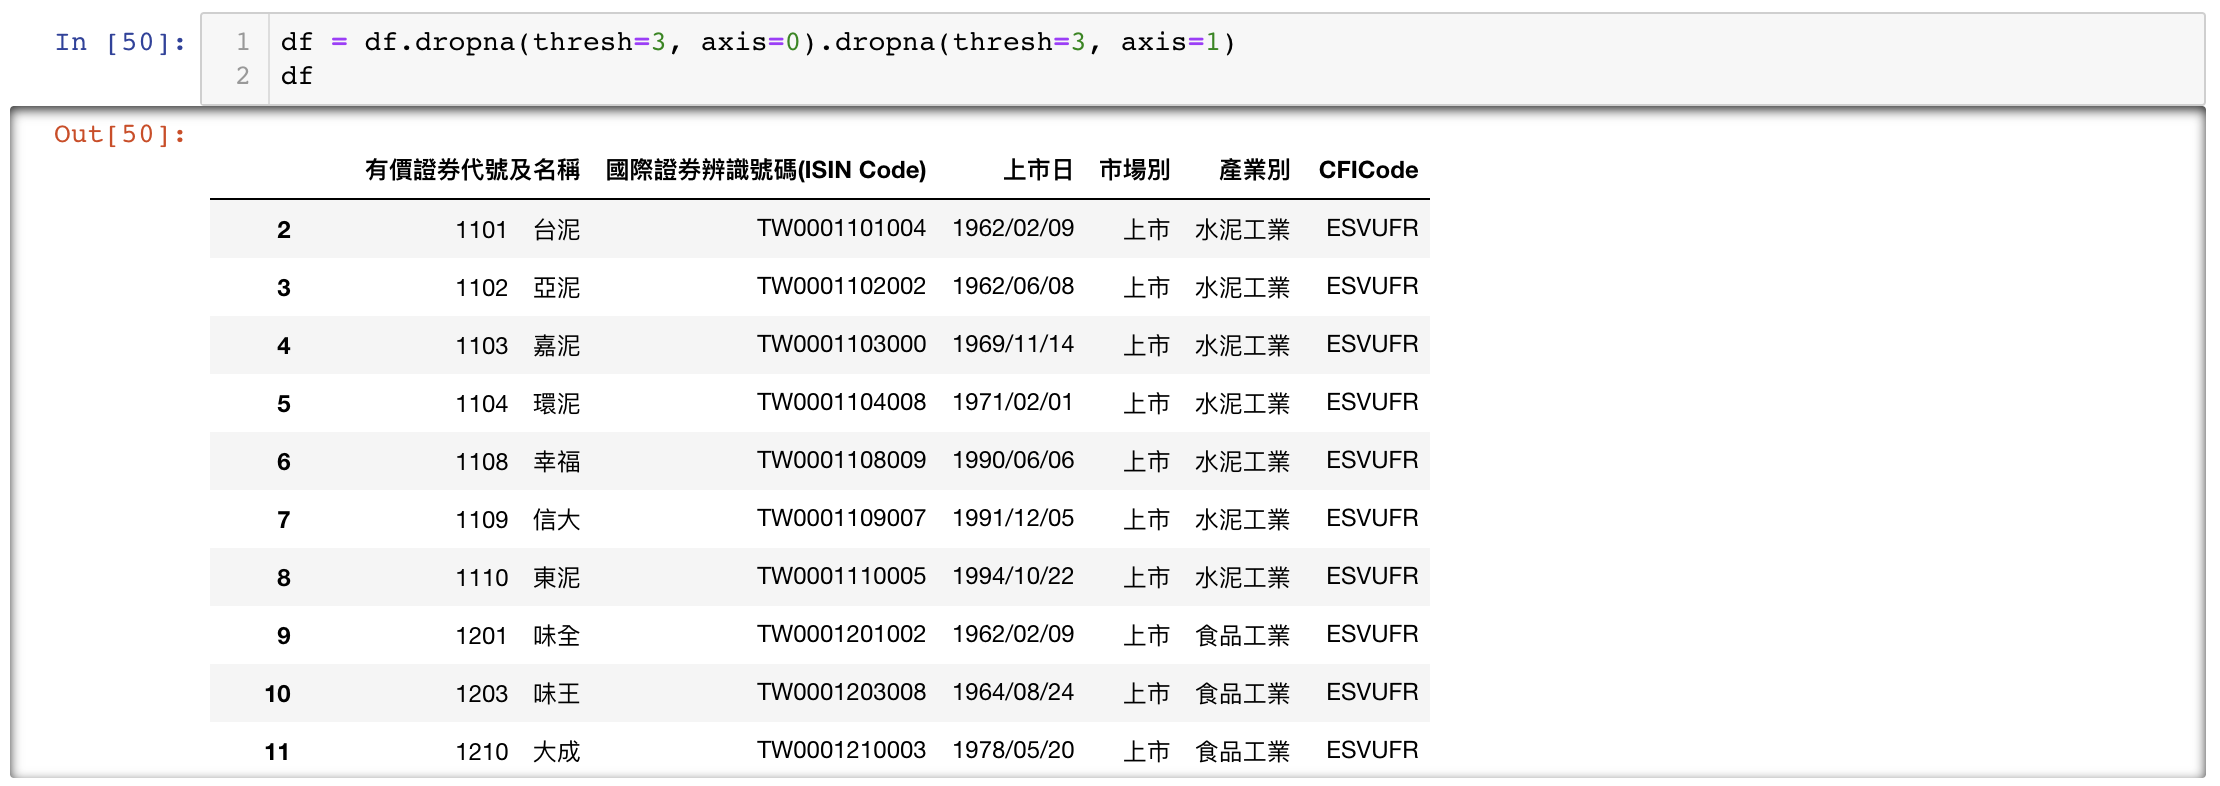 In [50]:
1 df = df.dropna(thresh=3, axis=0).dropna(thresh=3, axis=1)
2 df
Out[50]:
有價證券代號及名稱 國際證券辨識號碼(ISIN Code) 上市日 市場別 產業別 CFICode
2 1101 台泥 TW0001101004 1962/02/09 上市 水泥工業 ESVUFR
3 1102 亞泥 TW0001102002 1962/06/08 上市 水泥工業 ESVUFR
4 1103 嘉泥 TW0001103000 1969/11/14 上市 水泥工業 ESVUFR
5 1104 環泥 TW0001104008 1971/02/01 上市 水泥工業 ESVUFR
6 1108 幸福 TW0001108009 1990/06/06 上市 水泥工業 ESVUFR
7 1109 信大 TW0001109007 1991/12/05 上市 水泥工業 ESVUFR
8 1110 東泥 TW0001110005 1994/10/22 上市 水泥工業 ESVUFR
9 1201 味全 TW0001201002 1962/02/09 上市 食品工業 ESVUFR
10 1203 味王 TW0001203008 1964/08/24 上市 食品工業 ESVUFR
11 1210 大成 TW0001210003 1978/05/20 上市 食品工業 ESVUFR